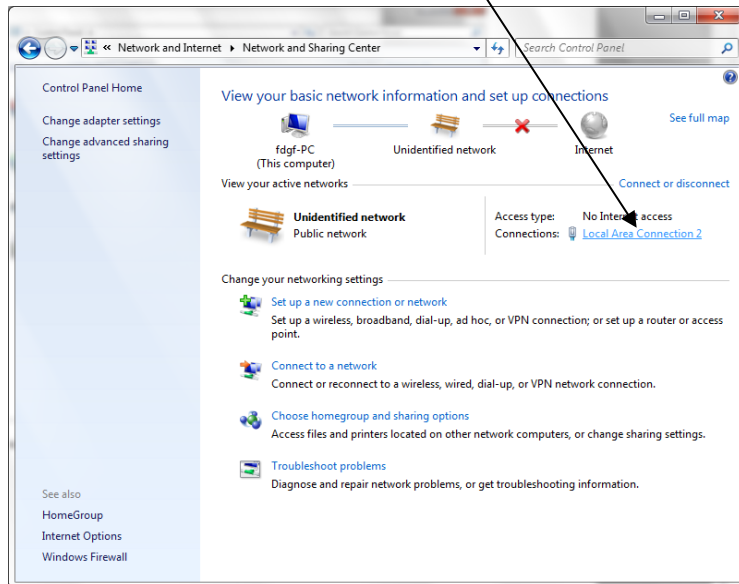 « Network and Internet ▸ Network and Sharing Center
Search Control Panel
Control Panel Home
Change adapter settings
Change advanced sharing
settings
See also
HomeGroup
Internet Options
Windows Firewall
View your basic network information and set up connections
See full map
fdgf-PC
(This computer)
Unidentified network
Internet
View your active networks
Connect or disconnect
Unidentified network
Public network
Access type: No Internet access
Connections: Local Area Connection 2
Change your networking settings
Set up a new connection or network
Set up a wireless, broadband, dial-up, ad hoc, or VPN connection; or set up a router or access
point.
Connect to a network
Connect or reconnect to a wireless, wired, dial-up, or VPN network connection.
Choose homegroup and sharing options
Access files and printers located on other network computers, or change sharing settings.
Troubleshoot problems
Diagnose and repair network problems, or get troubleshooting information.